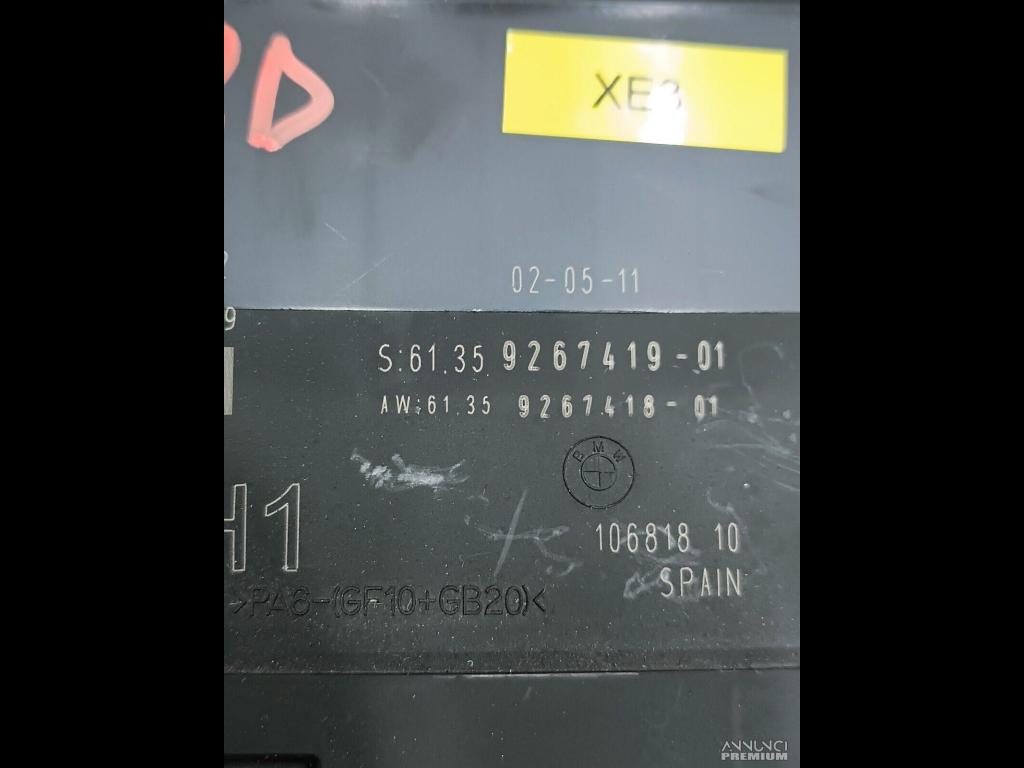 D
XE3
02-05-11
9
S:61.35 9267419-01
AW:61.35 9267418-01
BMW
H1
106818 10
SPAIN
>PA6-(GF10+GB20)<
ANNUNCI
PREMIUM